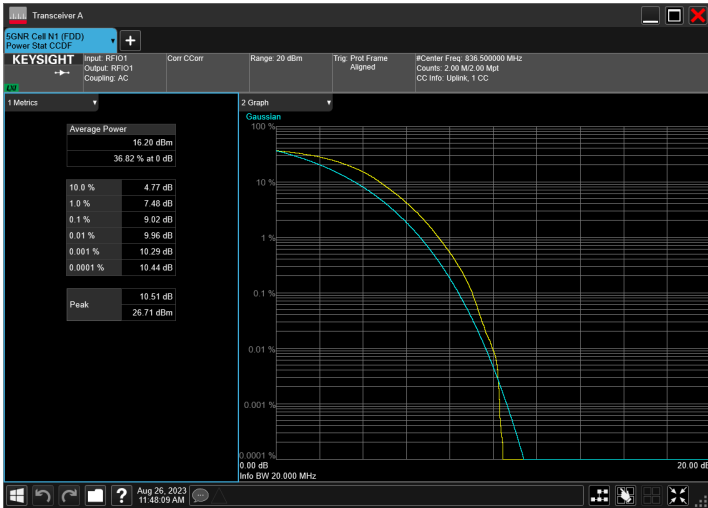 Transceiver A
5GNR Cell N1 (FDD)
Power Stat CCDF
KEYSIGHT
Input: RFIO1
Output: RFIO1
Coupling: AC
Corr CCorr
Range: 20 dBm
Trig: Prot Frame
Aligned
#Center Freq: 836.500000 MHz
Counts: 2.00 M/2.00 Mpt
CC Info: Uplink, 1 CC
LXI
1 Metrics
Average Power
16.20 dBm
36.82 % at 0 dB
10.0 % 4.77 dB
1.0 % 7.48 dB
0.1 % 9.02 dB
0.01 % 9.96 dB
0.001 % 10.29 dB
0.0001 % 10.44 dB
Peak
10.51 dB
26.71 dBm
2 Graph
Gaussian
100 %
10 %
1 %
0.1 %
0.01 %
0.001 %
0.0001 %
0.00 dB
20.00 dB
Info BW 20.000 MHz
Aug 26, 2023
11:48:09 AM